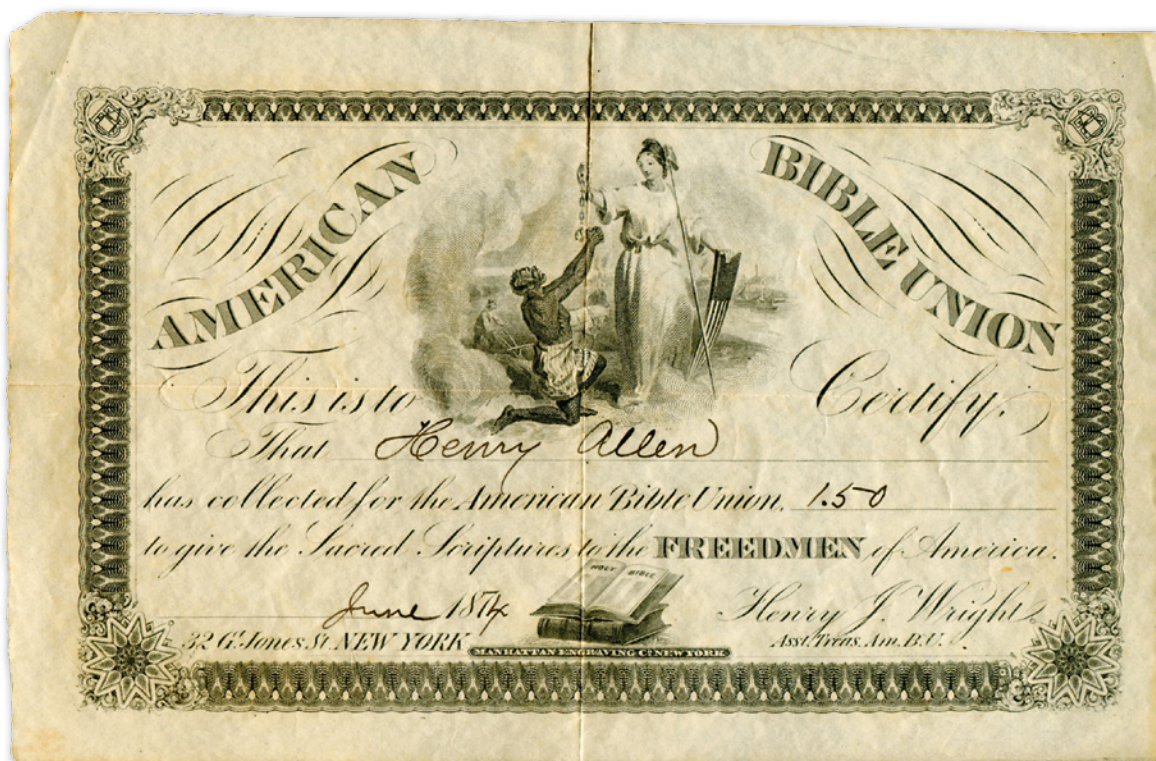 AMERICAN BIBLE UNION
This is to Certify,
That Henry Allen
has collected for the American Bible Union, 1.50
to give the Sacred Scriptures to the FREEDMEN of America.
HOLY BIBLE
June 1874 Henry J. Wright
32 Gt Jones St. NEW YORK Asst. Treas. Am. B.U.
MANHATTAN ENGRAVING Co NEW YORK